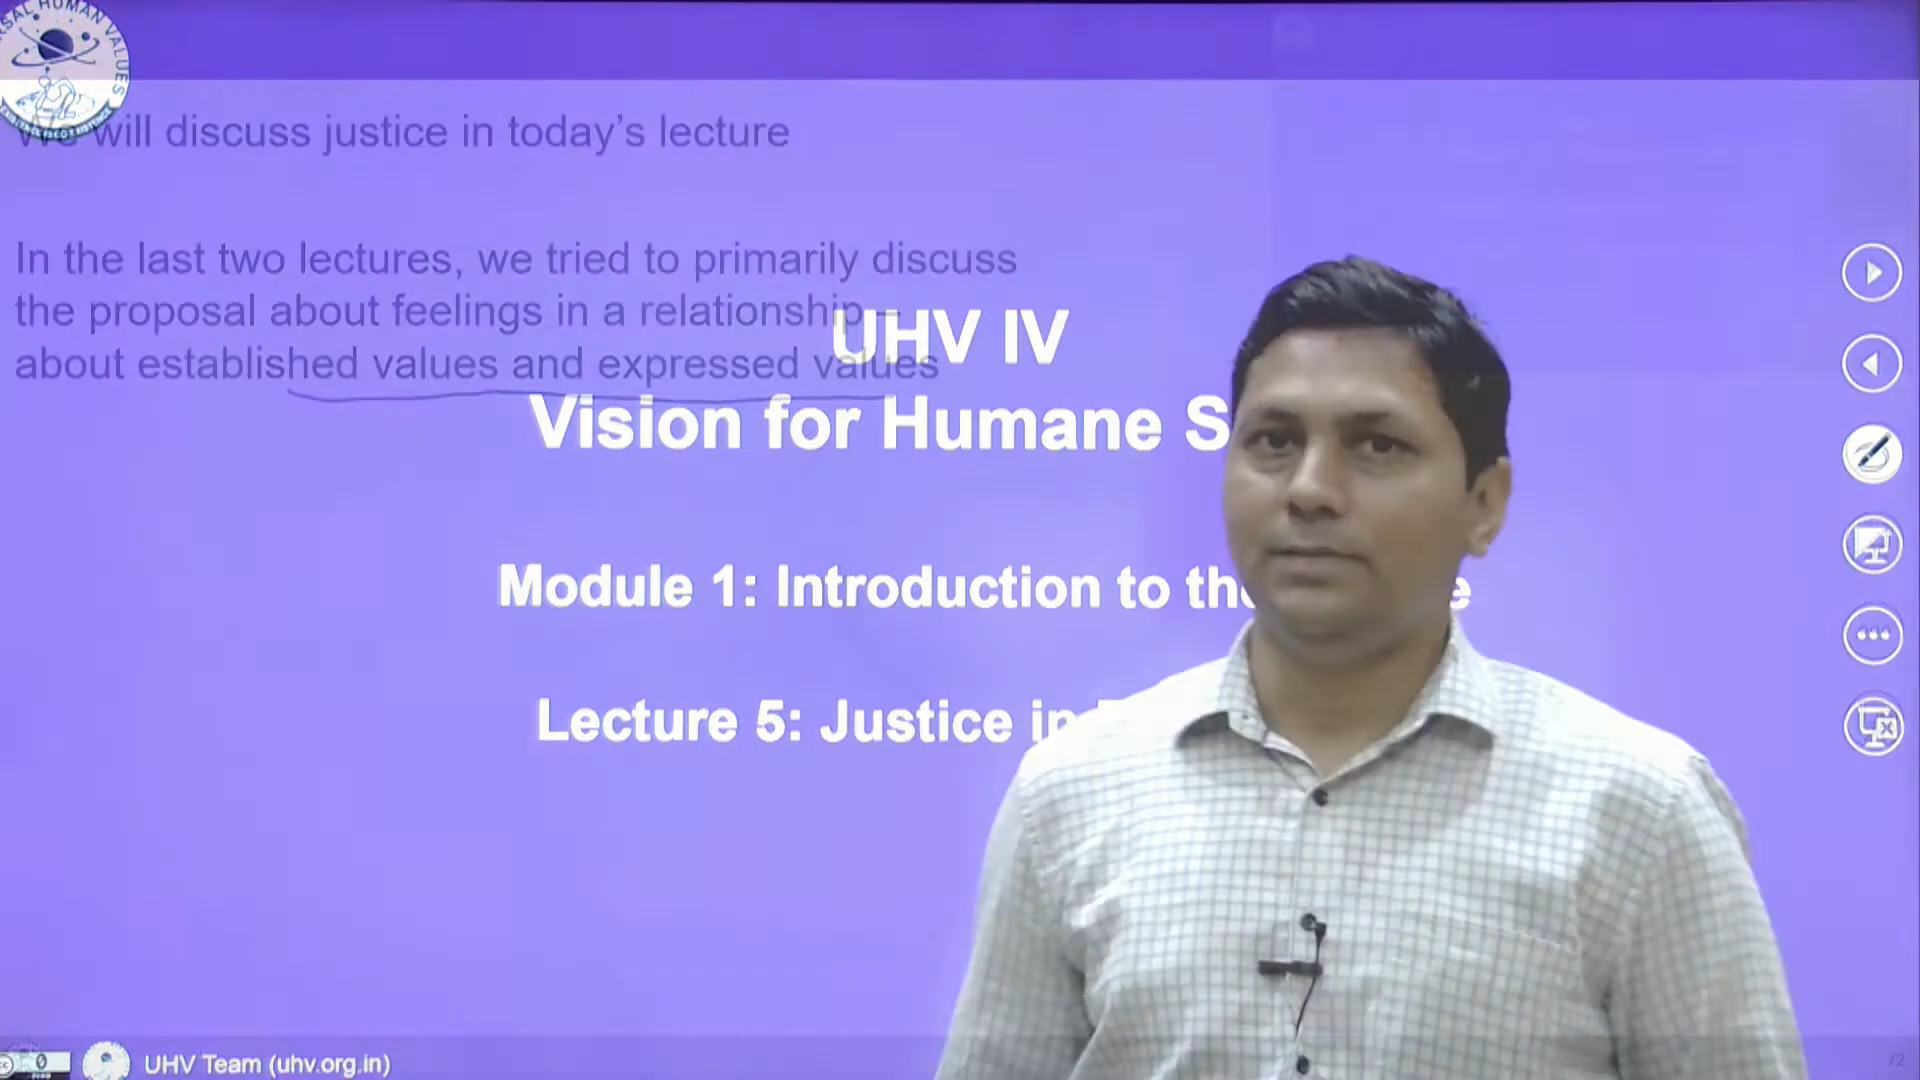 We will discuss justice in today's lecture
In the last two lectures, we tried to primarily discuss
the proposal about feelings in a relationship –
about established values and expressed values
UHV IV
Vision for Humane S
Module 1: Introduction to the
Lecture 5: Justice in
UHV Team (uhv.org.in)